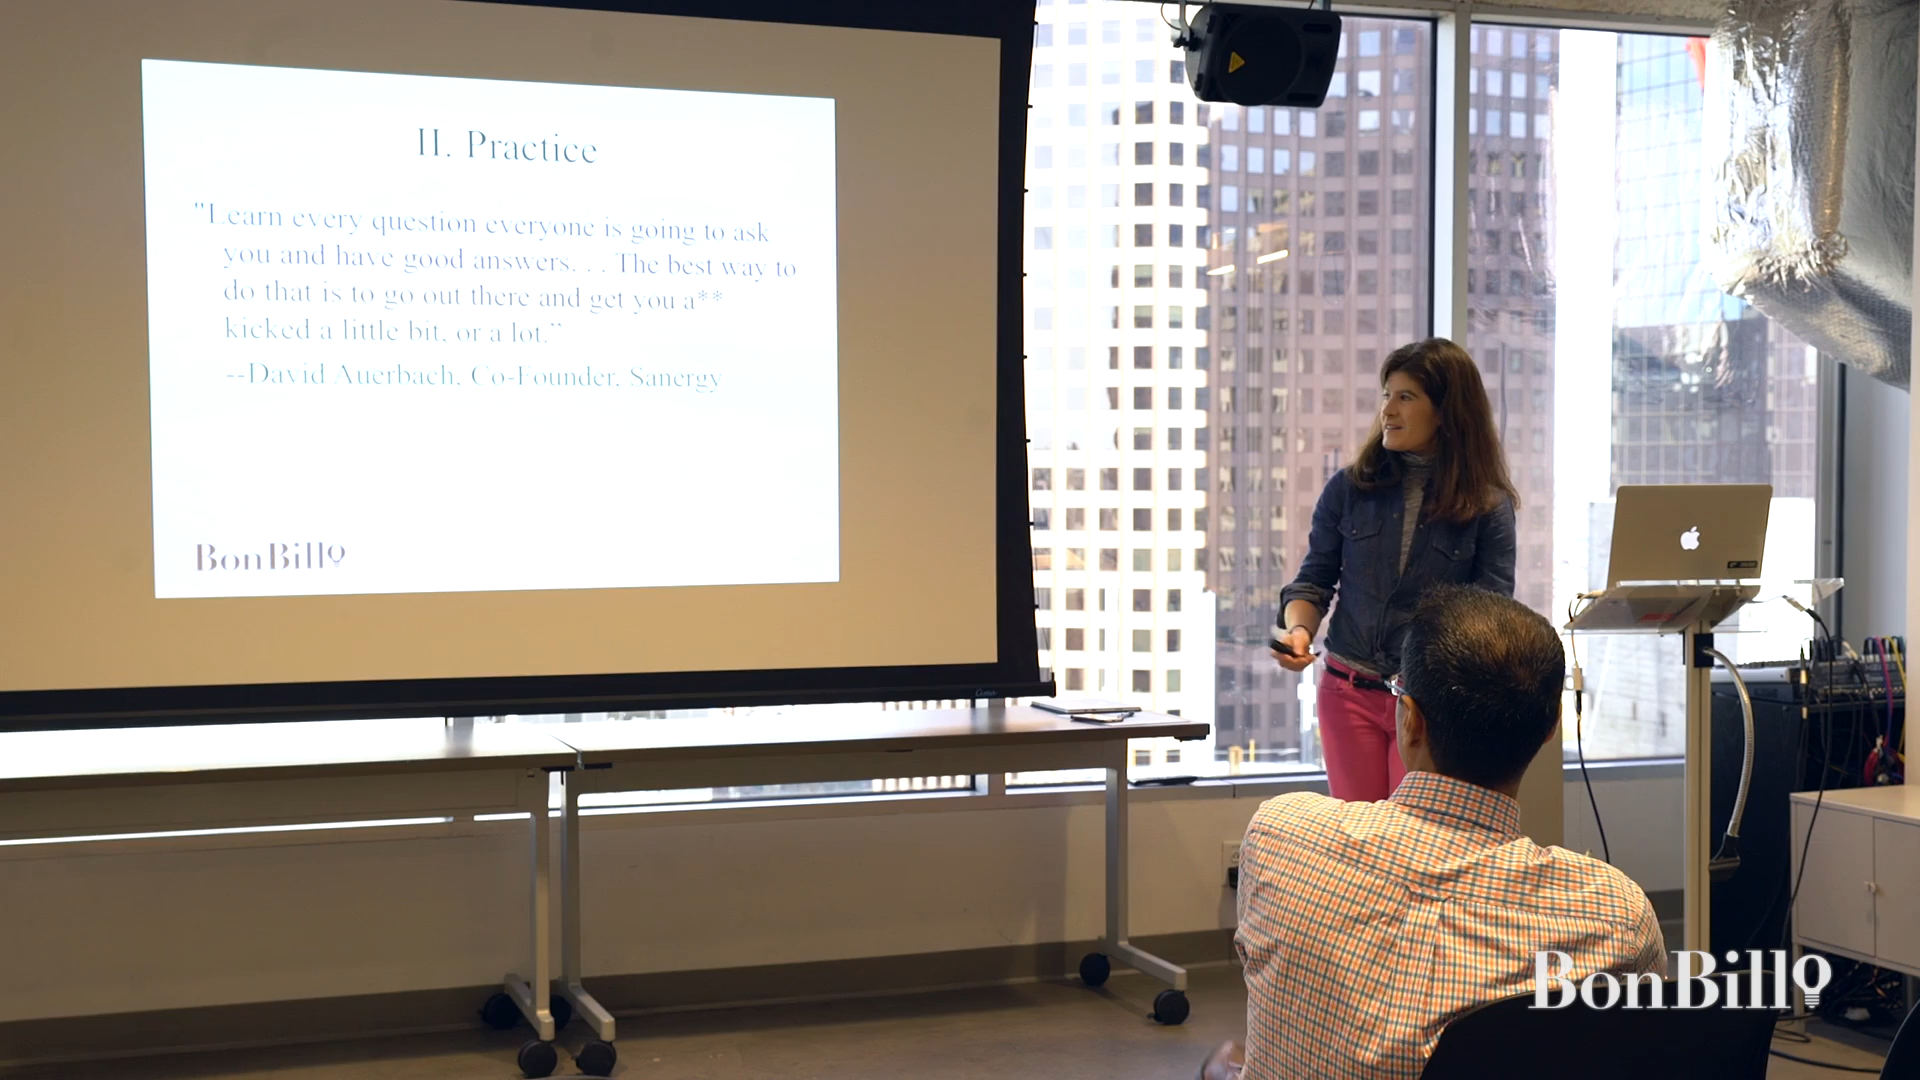 II. Practice
"Learn every question everyone is going to ask
you and have good answers. . . The best way to
do that is to go out there and get you a**
kicked a little bit, or a lot."
--David Auerbach, Co-Founder, Sanergy
BonBillo
BonBillo